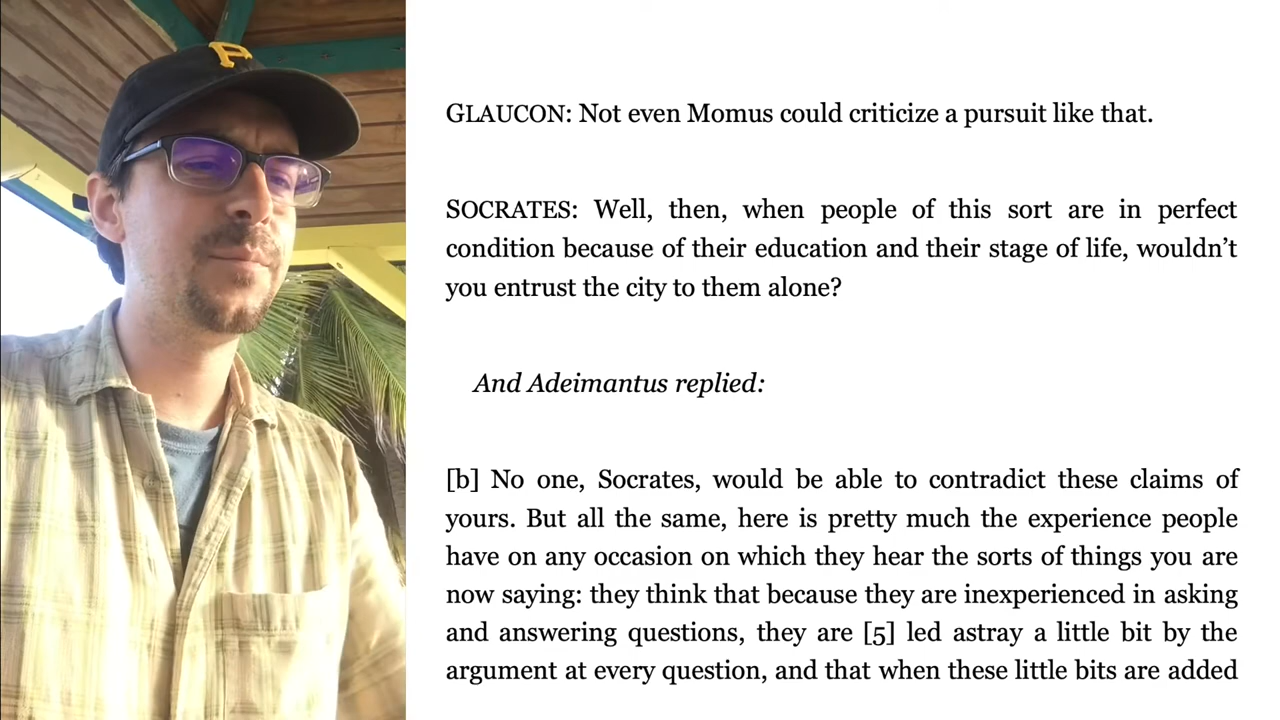 P
GLAUCON: Not even Momus could criticize a pursuit like that.
SOCRATES: Well, then, when people of this sort are in perfect
condition because of their education and their stage of life, wouldn’t
you entrust the city to them alone?
And Adeimantus replied:
[b] No one, Socrates, would be able to contradict these claims of
yours. But all the same, here is pretty much the experience people
have on any occasion on which they hear the sorts of things you are
now saying: they think that because they are inexperienced in asking
and answering questions, they are [5] led astray a little bit by the
argument at every question, and that when these little bits are added